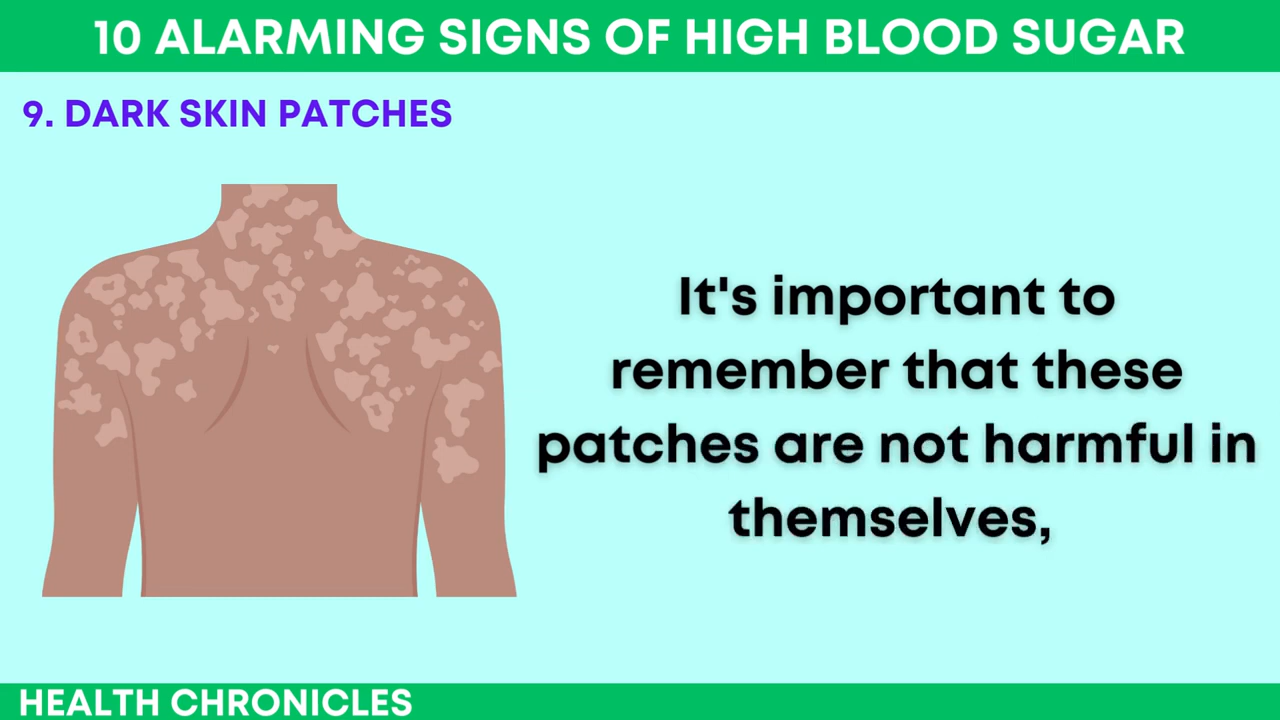 10 ALARMING SIGNS OF HIGH BLOOD SUGAR
9. DARK SKIN PATCHES
It's important to
remember that these
patches are not harmful in
themselves,
HEALTH CHRONICLES